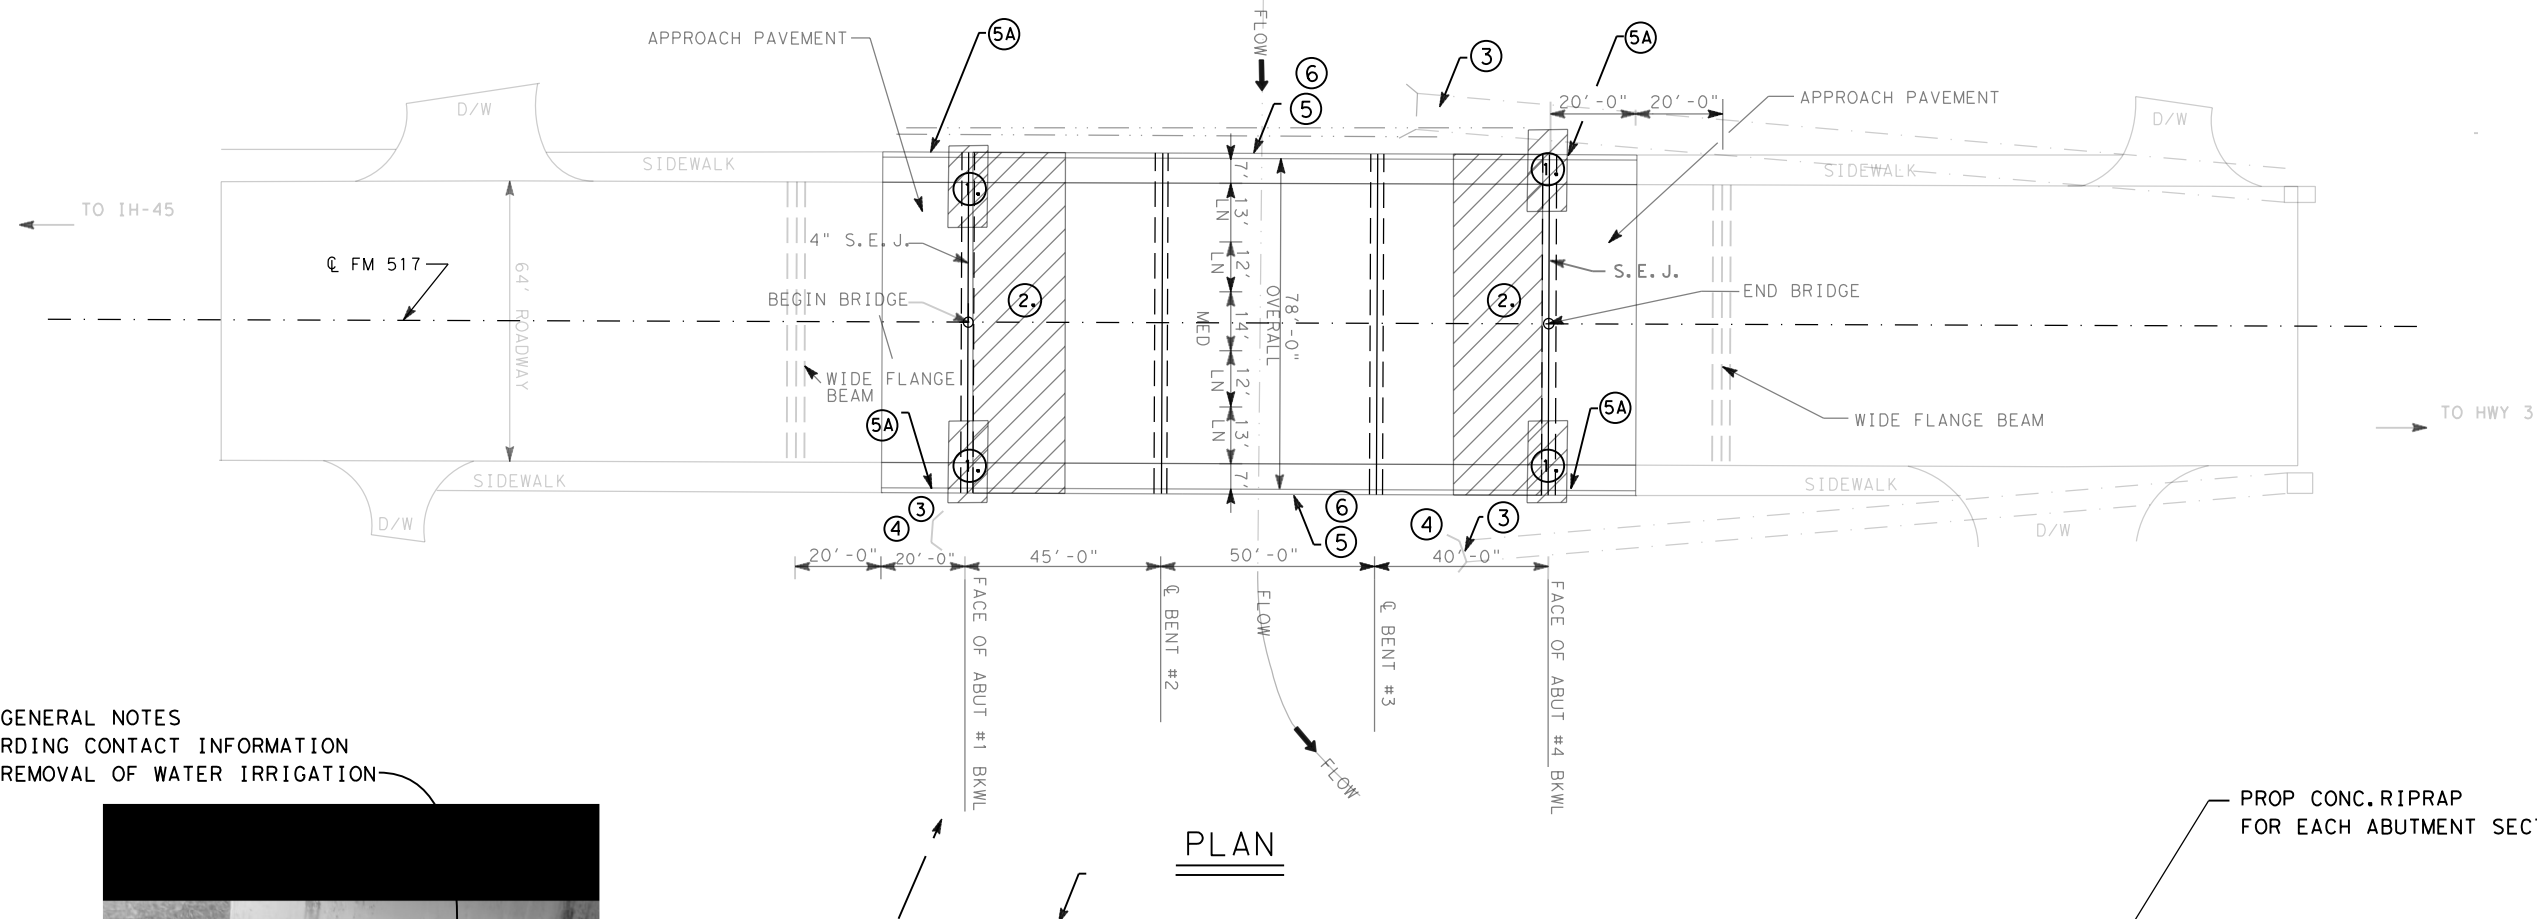 FLOW
5A
5A
3
6
5
APPROACH PAVEMENT
20'-0"
20'-0"
APPROACH PAVEMENT
D/W
D/W
SIDEWALK
SIDEWALK
1.
1.
7'
TO IH-45
13'
LN
4" S.E.J.
℄ FM 517
12'
LN
S.E.J.
64' ROADWAY
BEGIN BRIDGE
2.
2.
END BRIDGE
14'
MED
78'-0"
OVERALL
WIDE FLANGE
BEAM
12'
LN
5A
5A
WIDE FLANGE BEAM
TO HWY 3
13'
LN
1.
1.
7'
SIDEWALK
SIDEWALK
3
4
6
5
4
3
D/W
D/W
20'-0"
20'-0"
45'-0"
50'-0"
40'-0"
FACE OF ABUT #1 BKWL
℄ BENT #2
FLOW
℄ BENT #3
FACE OF ABUT #4 BKWL
FLOW
GENERAL NOTES
RDING CONTACT INFORMATION
REMOVAL OF WATER IRRIGATION
PLAN
PROP CONC.RIPRAP
FOR EACH ABUTMENT SECT